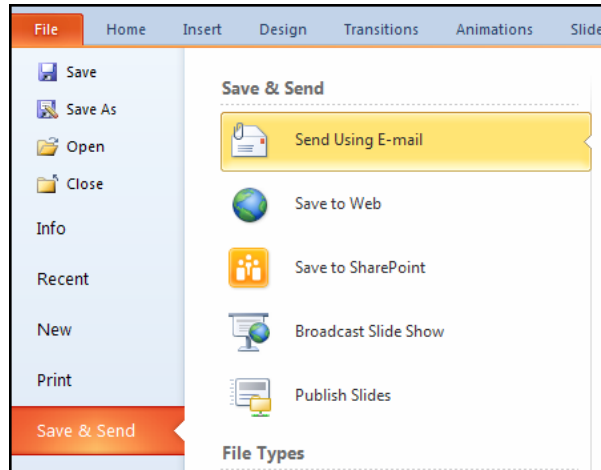 File Home Insert Design Transitions Animations Slide
Save
Save As
Open
Close
Info
Recent
New
Print
Save & Send
Save & Send
Send Using E-mail
Save to Web
Save to SharePoint
Broadcast Slide Show
Publish Slides
File Types